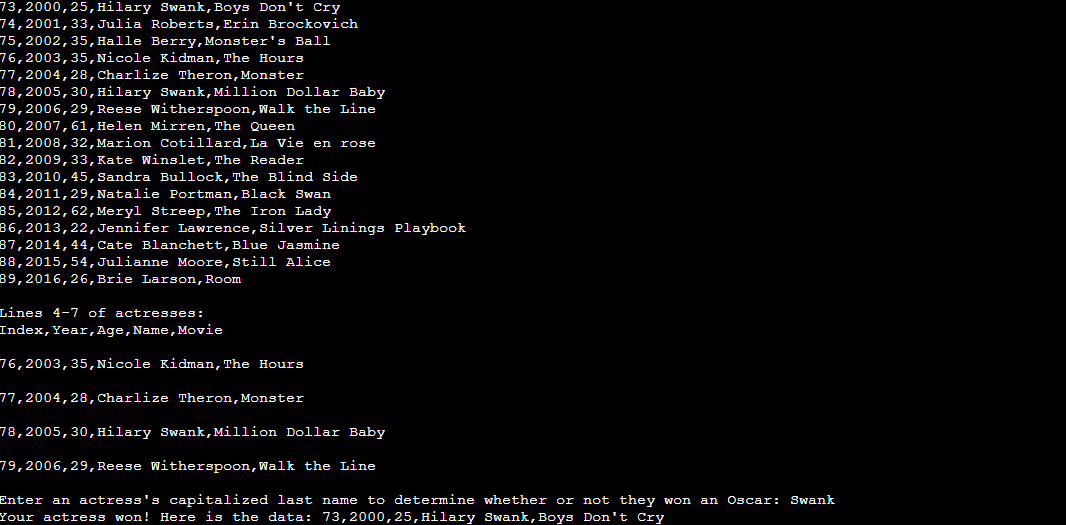 73,2000,25,Hilary Swank,Boys Don't Cry
74,2001,33,Julia Roberts,Erin Brockovich
75,2002,35,Halle Berry,Monster's Ball
76,2003,35,Nicole Kidman,The Hours
77,2004,28,Charlize Theron,Monster
78,2005,30,Hilary Swank,Million Dollar Baby
79,2006,29,Reese Witherspoon,Walk the Line
80,2007,61,Helen Mirren,The Queen
81,2008,32,Marion Cotillard,La Vie en rose
82,2009,33,Kate Winslet,The Reader
83,2010,45,Sandra Bullock,The Blind Side
84,2011,29,Natalie Portman,Black Swan
85,2012,62,Meryl Streep,The Iron Lady
86,2013,22,Jennifer Lawrence,Silver Linings Playbook
87,2014,44,Cate Blanchett,Blue Jasmine
88,2015,54,Julianne Moore,Still Alice
89,2016,26,Brie Larson,Room
Lines 4-7 of actresses:
Index,Year,Age,Name,Movie
76,2003,35,Nicole Kidman,The Hours
77,2004,28,Charlize Theron,Monster
78,2005,30,Hilary Swank,Million Dollar Baby
79,2006,29,Reese Witherspoon,Walk the Line
Enter an actress's capitalized last name to determine whether or not they won an Oscar: Swank
Your actress won! Here is the data: 73,2000,25,Hilary Swank,Boys Don't Cry